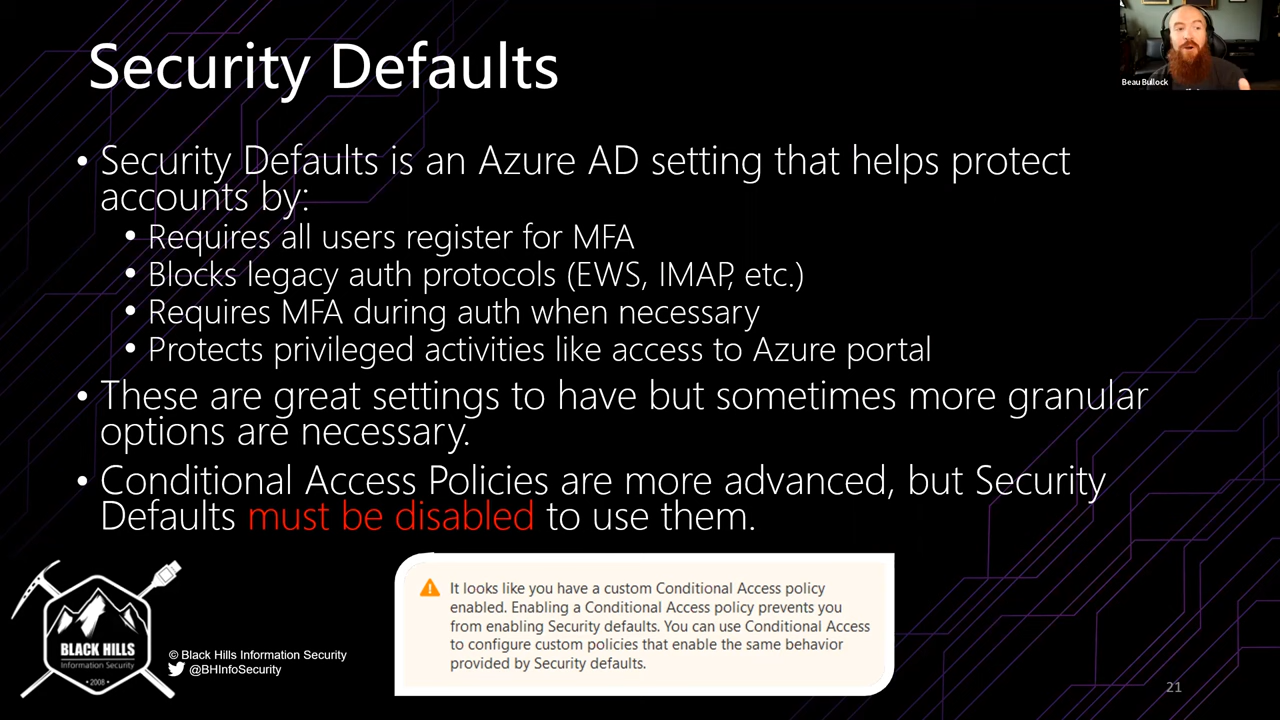 Security Defaults
Beau Bullock
• Security Defaults is an Azure AD setting that helps protect
accounts by:
• Requires all users register for MFA
• Blocks legacy auth protocols (EWS, IMAP, etc.)
• Requires MFA during auth when necessary
• Protects privileged activities like access to Azure portal
• These are great settings to have but sometimes more granular
options are necessary.
• Conditional Access Policies are more advanced, but Security
Defaults must be disabled to use them.
It looks like you have a custom Conditional Access policy
enabled. Enabling a Conditional Access policy prevents you
from enabling Security defaults. You can use Conditional Access
to configure custom policies that enable the same behavior
provided by Security defaults.
BLACK HILLS
Information Security
• 2008 •
© Black Hills Information Security
@BHInfoSecurity
21